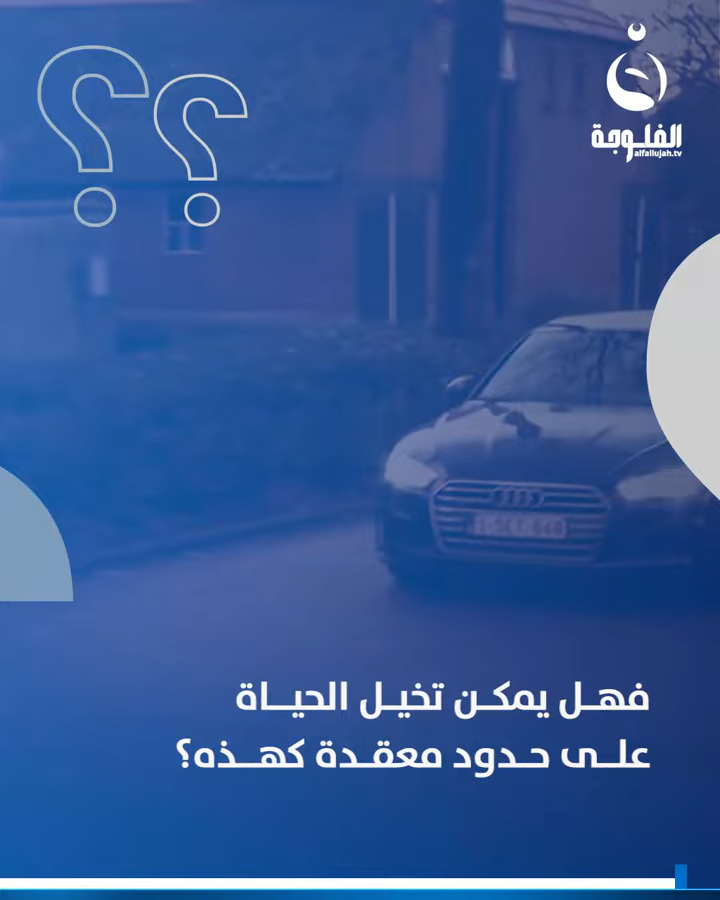 ؟؟
الفلوجة
alfallujah.tv
فهل يمكن تخيل الحياة
على حدود معقدة كهذه؟